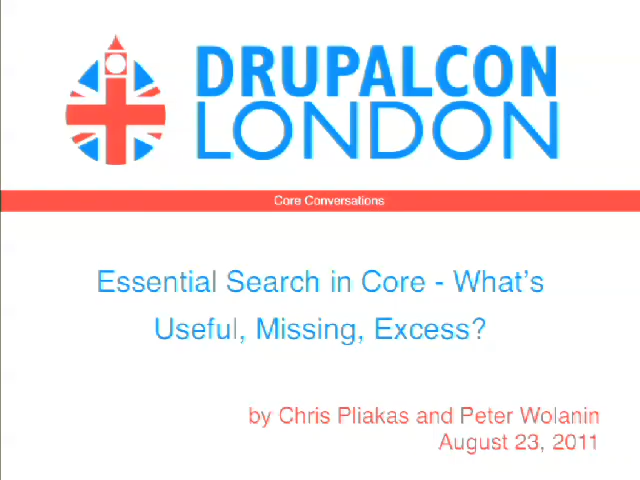 DRUPALCON
LONDON
Core Conversations
Essential Search in Core - What's
Useful, Missing, Excess?
by Chris Pliakas and Peter Wolanin
August 23, 2011